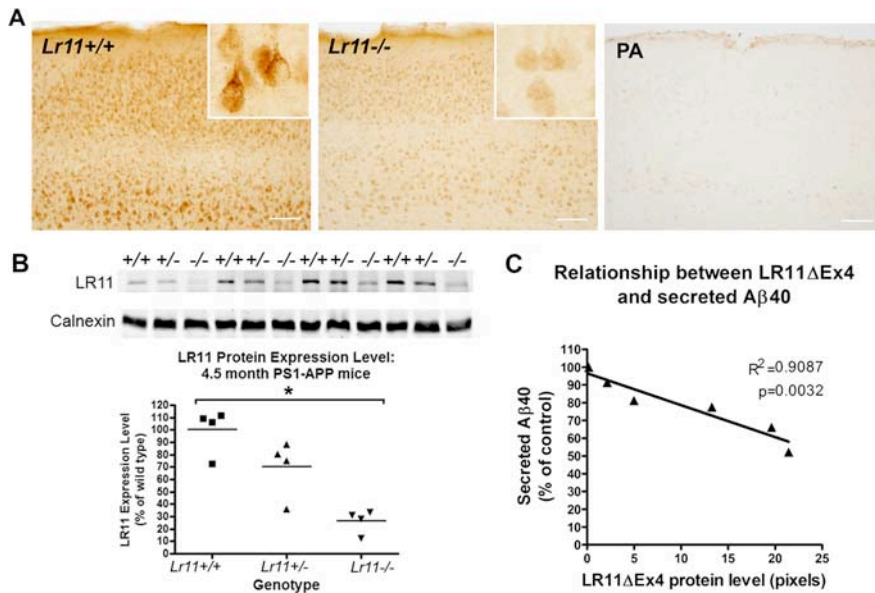 A
Lr11+/+
Lr11-/-
PA
B
+/+ +/- -/- +/+ +/- -/- +/+ +/- -/- +/+ +/- -/-
LR11
Calnexin
LR11 Protein Expression Level:
4.5 month PS1-APP mice
*
LR11 Expression Level
(% of wild type)
120
110
100
90
80
70
60
50
40
30
20
10
0
Lr11+/+ Lr11+/- Lr11-/-
Genotype
C
Relationship between LR11ΔEx4
and secreted Aβ40
R2=0.9087
p=0.0032
Secreted Aβ40
(% of control)
100
90
80
70
60
50
40
30
20
10
0
0 5 10 15 20 25
LR11ΔEx4 protein level (pixels)